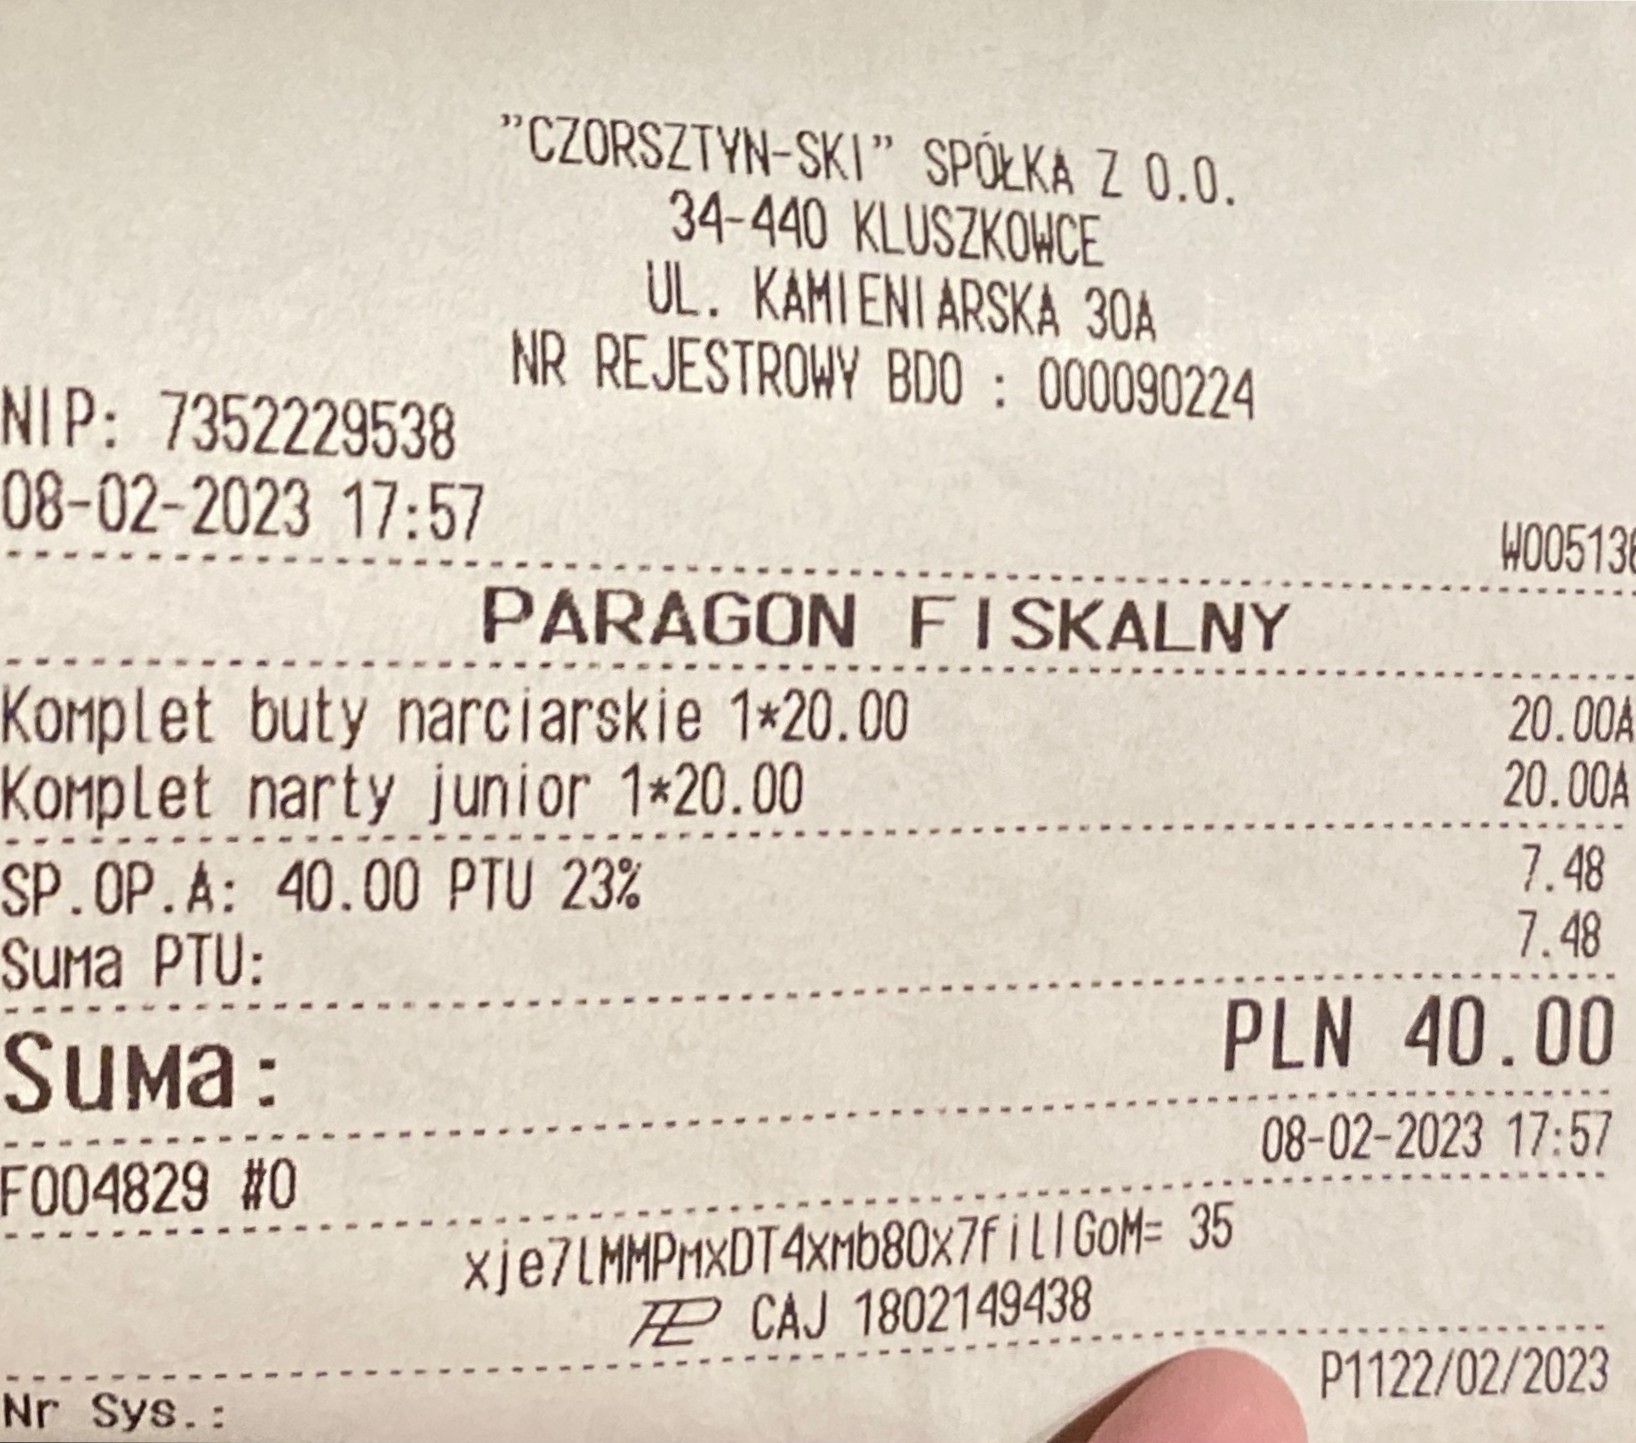 "CZORSZTYN-SKI" SPÓŁKA Z O.O.
34-440 KLUSZKOWCE
UL. KAMIENIARSKA 30A
NR REJESTROWY BDO : 000090224
NIP: 7352229538
08-02-2023 17:57 W005136
PARAGON FISKALNY
Komplet buty narciarskie 1*20.00 20.00A
Komplet narty junior 1*20.00 20.00A
SP.OP.A: 40.00 PTU 23% 7.48
Suma PTU: 7.48
Suma: PLN 40.00
F004829 #0 08-02-2023 17:57
xje7lMMPmxDT4xmb80x7filIGoM= 35
CAJ 1802149438
Nr Sys.: P1122/02/2023